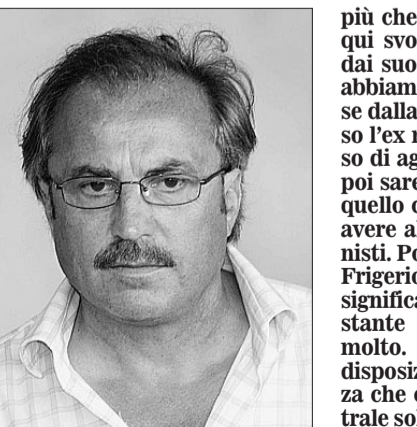 più che
qui svo
dai suo
abbiam
se dalla
so l'ex
so di ag
poi sare
quello
avere a
nisti. Po
Frigerio
significa
stante
molto.
disposiz
za che
trale so